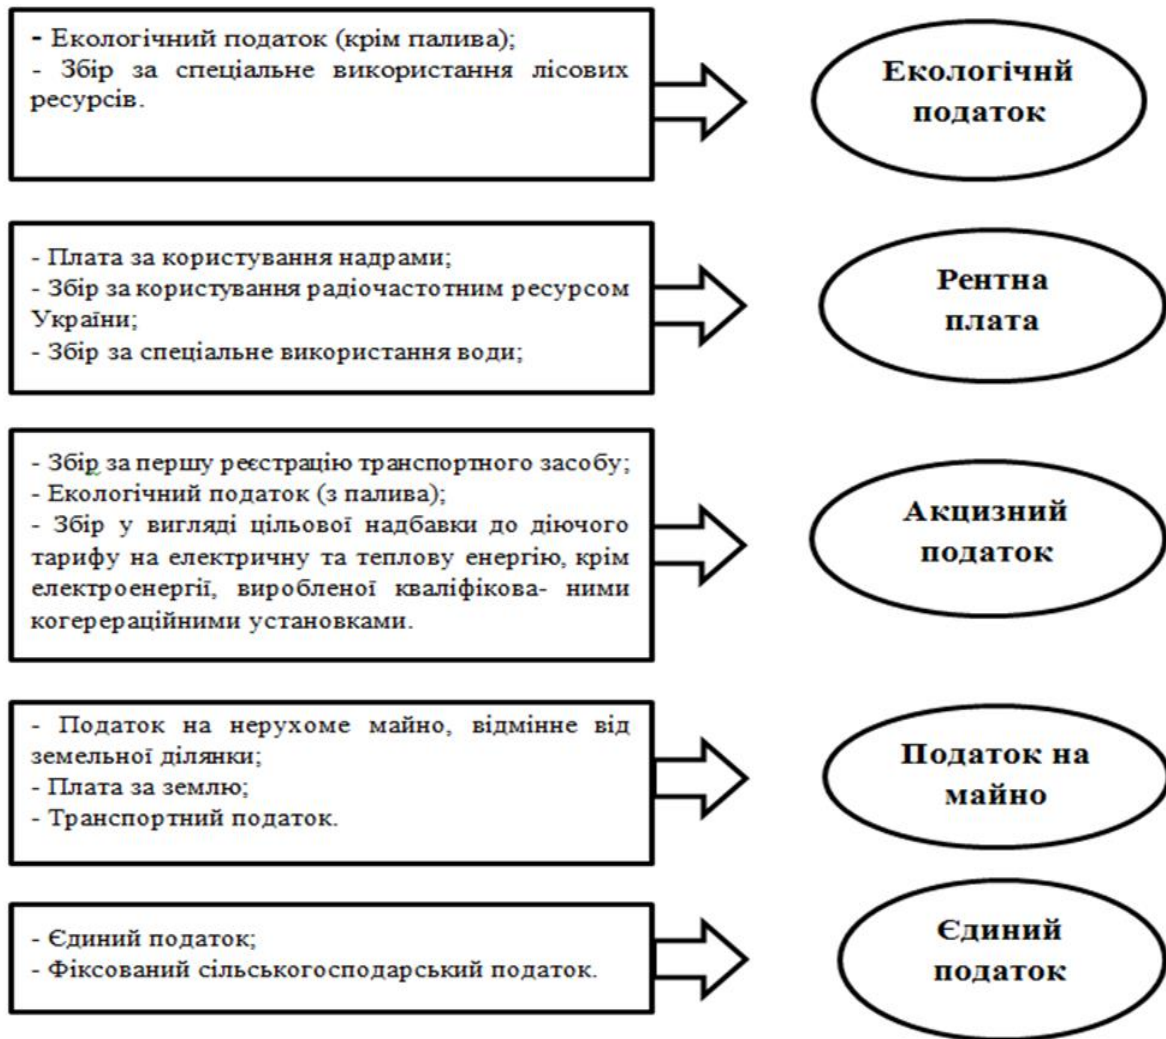 - Екологічний податок (крім палива);
- Збір за спеціальне використання лісових
ресурсів.
Екологічнй
податок
- Плата за користування надрами;
- Збір за користування радіочастотним ресурсом
України;
- Збір за спеціальне використання води;
Рентна
плата
- Збір за першу реєстрацію транспортного засобу;
- Екологічний податок (з палива);
- Збір у вигляді цільової надбавки до діючого
тарифу на електричну та теплову енергію, крім
електроенергії, виробленої кваліфікова- ними
когерераційними установками.
Акцизний
податок
- Податок на нерухоме майно, відмінне від
земельної ділянки;
- Плата за землю;
- Транспортний податок.
Податок на
майно
- Єдиний податок;
- Фіксований сільськогосподарський податок.
Єдиний
податок